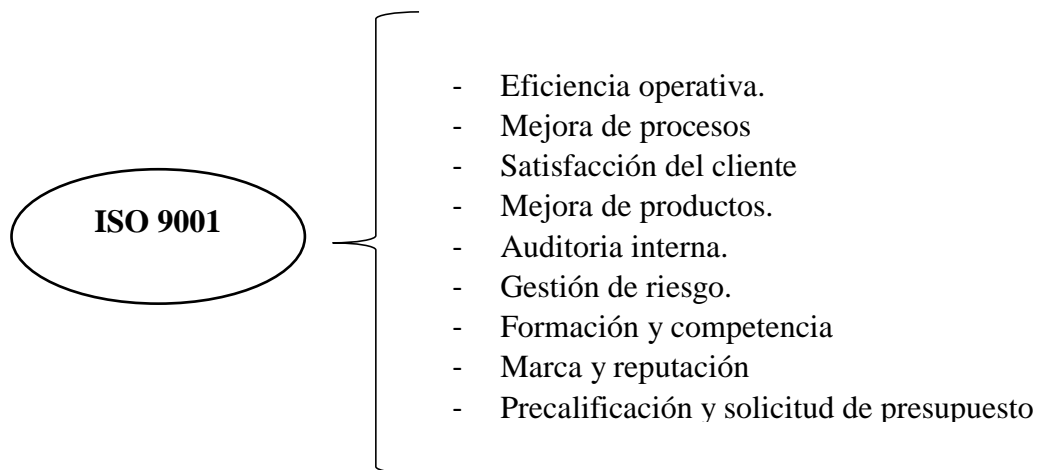 ISO 9001
- Eficiencia operativa.
- Mejora de procesos
- Satisfacción del cliente
- Mejora de productos.
- Auditoria interna.
- Gestión de riesgo.
- Formación y competencia
- Marca y reputación
- Precalificación y solicitud de presupuesto